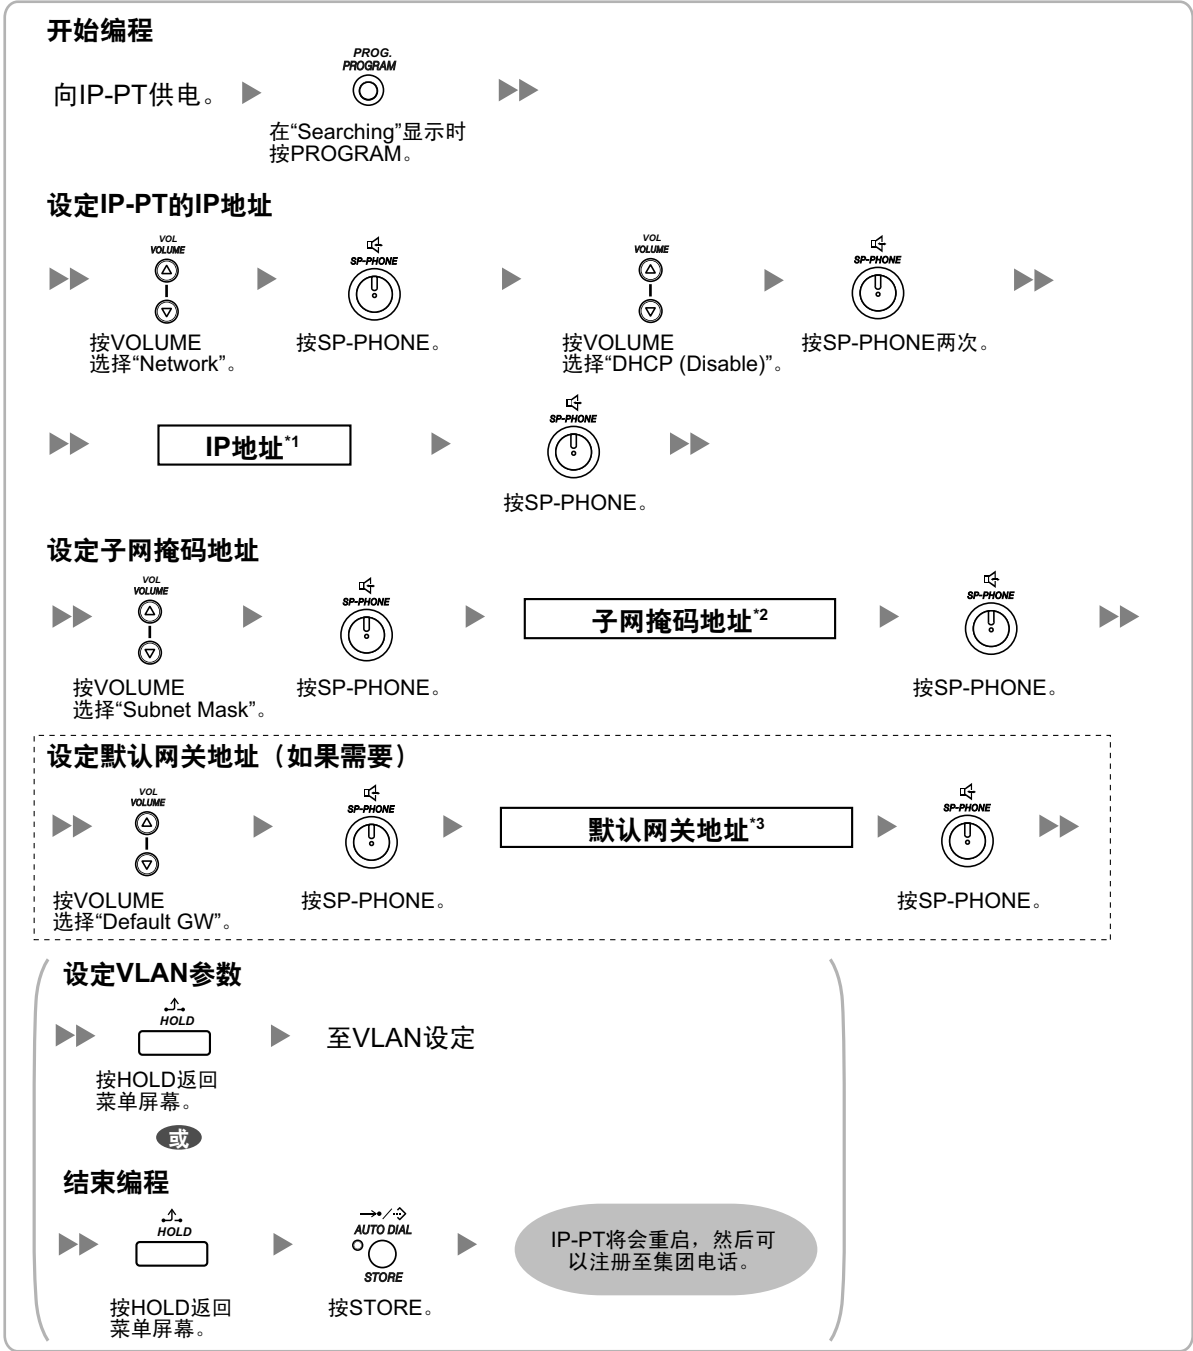 开始编程
PROG.
PROGRAM
向IP-PT供电。
在“Searching”显示时
按PROGRAM。
设定IP-PT的IP地址
VOL
VOLUME
SP-PHONE
VOL
VOLUME
SP-PHONE
按VOLUME
选择“Network”。
按SP-PHONE。
按VOLUME
选择“DHCP (Disable)”。
按SP-PHONE两次。
IP地址*1
SP-PHONE
按SP-PHONE。
设定子网掩码地址
VOL
VOLUME
SP-PHONE
子网掩码地址*2
SP-PHONE
按VOLUME
选择“Subnet Mask”。
按SP-PHONE。
按SP-PHONE。
设定默认网关地址（如果需要）
VOL
VOLUME
SP-PHONE
默认网关地址*3
SP-PHONE
按VOLUME
选择“Default GW”。
按SP-PHONE。
按SP-PHONE。
设定VLAN参数
HOLD
至VLAN设定
按HOLD返回
菜单屏幕。
或
结束编程
HOLD
AUTO DIAL
STORE
IP-PT将会重启，然后可
以注册至集团电话。
按HOLD返回
菜单屏幕。
按STORE。